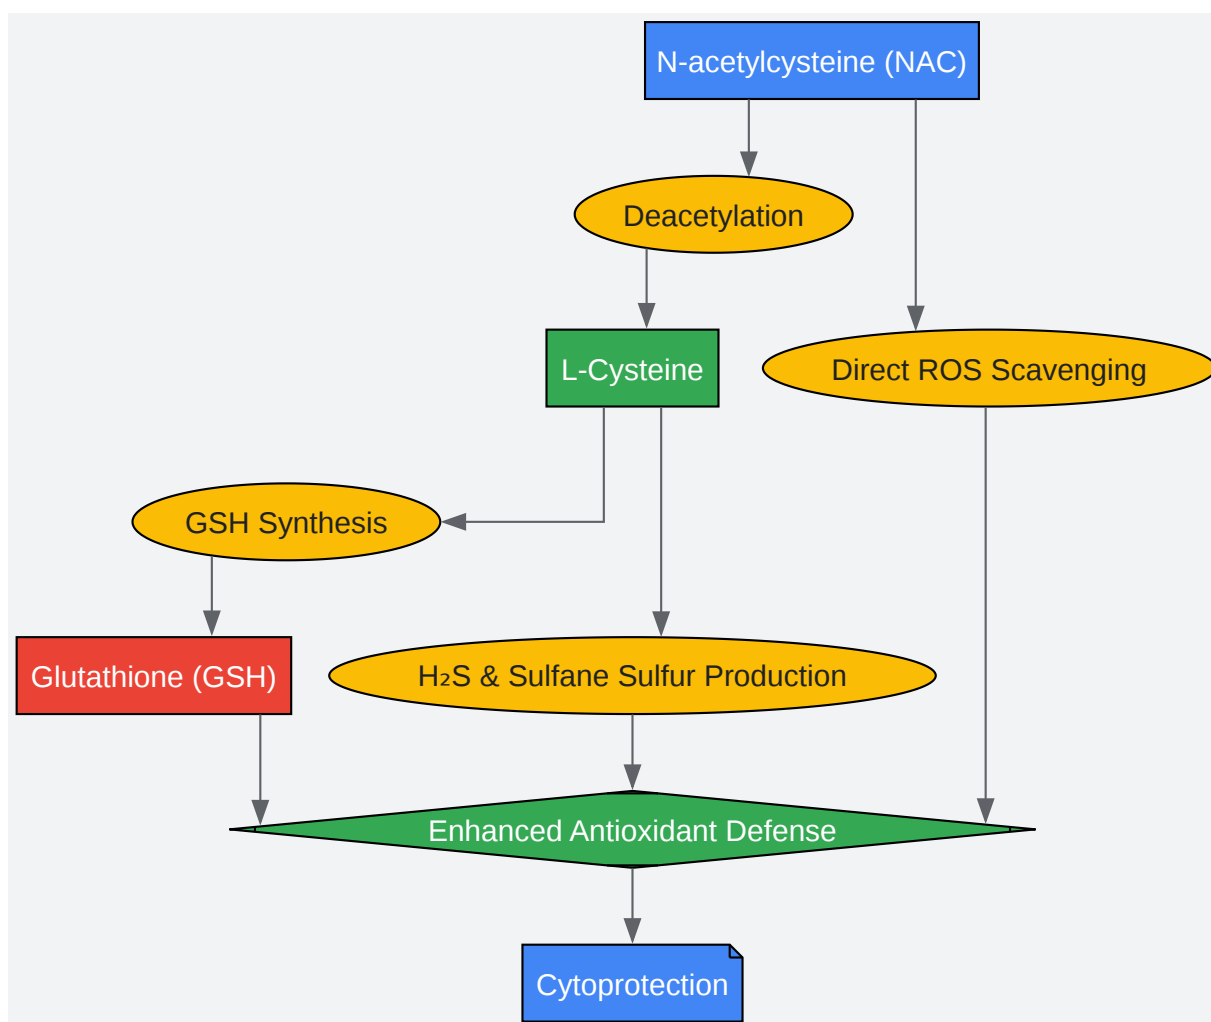 N-acetylcysteine (NAC)
Deacetylation
L-Cysteine
Direct ROS Scavenging
GSH Synthesis
Glutathione (GSH)
H₂S & Sulfane Sulfur Production
Enhanced Antioxidant Defense
Cytoprotection